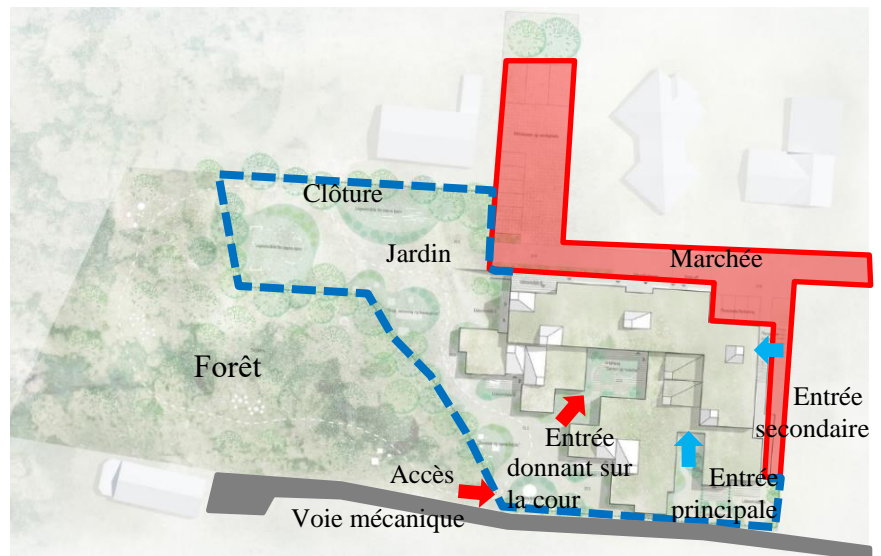 Clôture
Jardin
Marchée
Forêt
Entrée
secondaire
Entrée
donnant sur
la cour
Accès
Entrée
principale
Voie mécanique